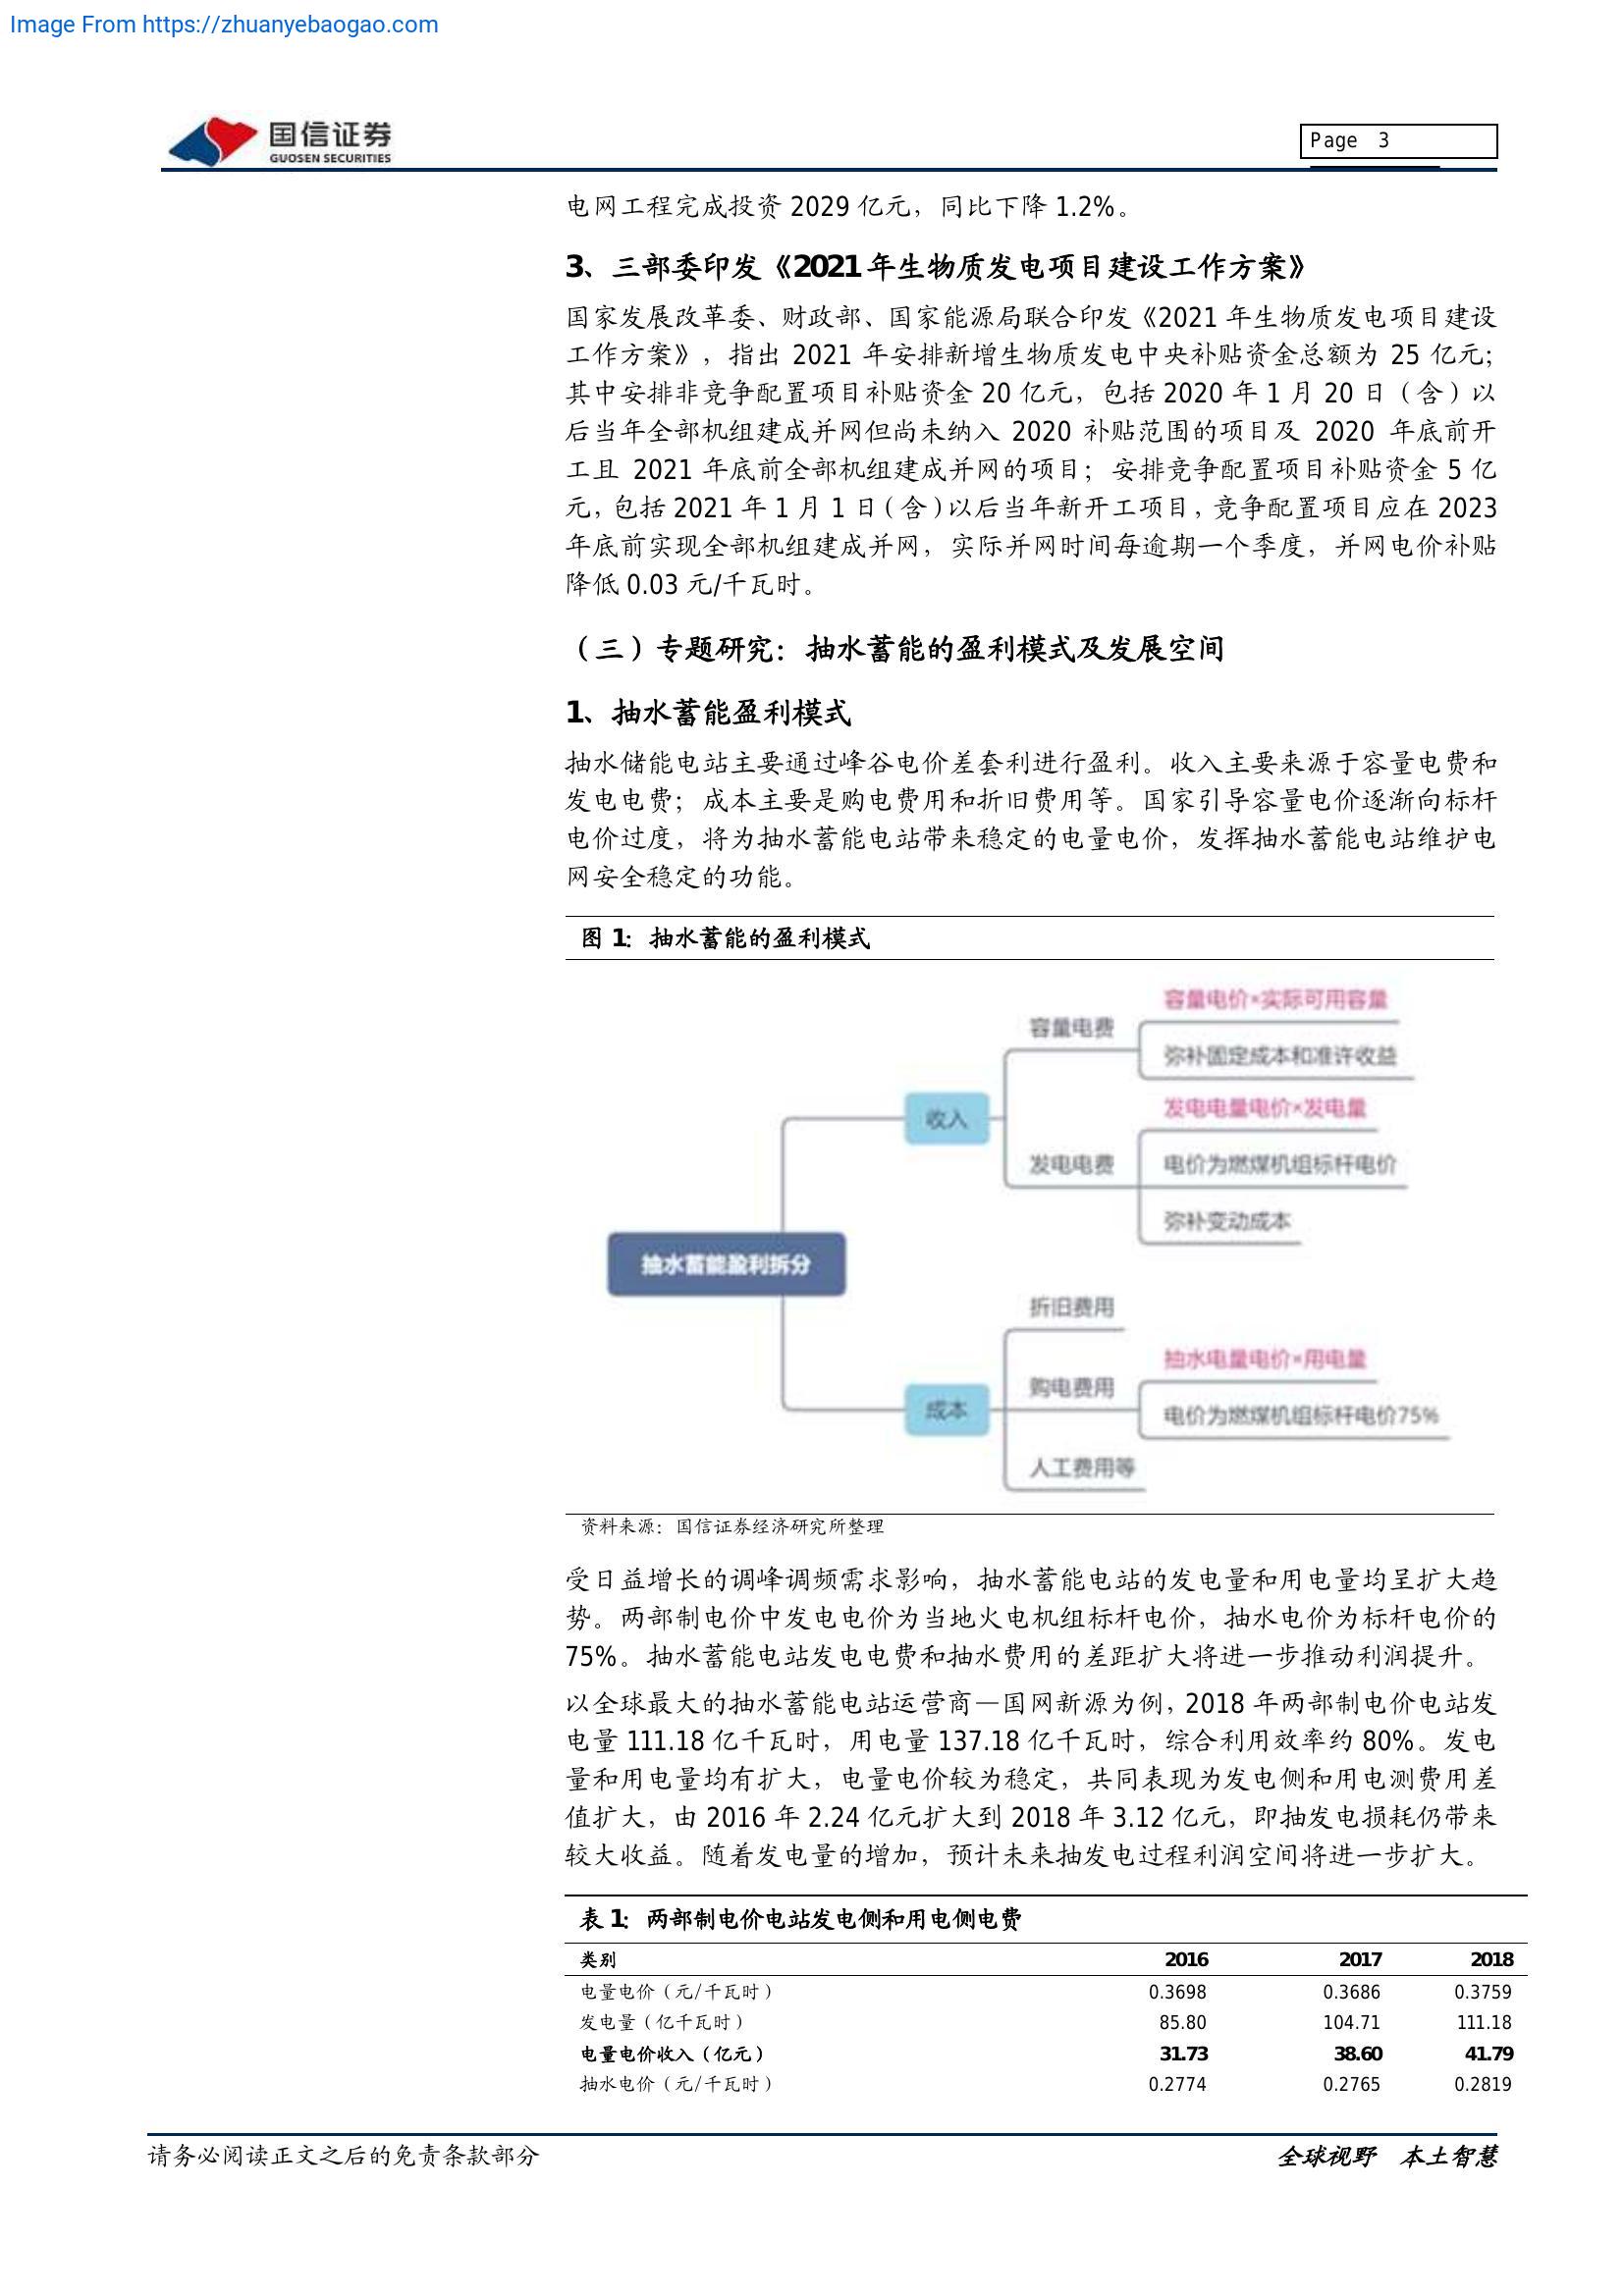 Image From https://zhuanyebaogao.com
国信证券
GUOSEN SECURITIES
Page 3
电网工程完成投资 2029 亿元，同比下降 1.2%。
3、三部委印发《2021 年生物质发电项目建设工作方案》
国家发展改革委、财政部、国家能源局联合印发《2021 年生物质发电项目建设
工作方案》，指出 2021 年安排新增生物质发电中央补贴资金总额为 25 亿元；
其中安排非竞争配置项目补贴资金 20 亿元，包括 2020 年 1 月 20 日（含）以
后当年全部机组建成并网但尚未纳入 2020 补贴范围的项目及 2020 年底前开
工且 2021 年底前全部机组建成并网的项目；安排竞争配置项目补贴资金 5 亿
元，包括 2021 年 1 月 1 日（含）以后当年新开工项目，竞争配置项目应在 2023
年底前实现全部机组建成并网，实际并网时间每逾期一个季度，并网电价补贴
降低 0.03 元/千瓦时。
（三）专题研究：抽水蓄能的盈利模式及发展空间
1、抽水蓄能盈利模式
抽水储能电站主要通过峰谷电价差套利进行盈利。收入主要来源于容量电费和
发电电费；成本主要是购电费用和折旧费用等。国家引导容量电价逐渐向标杆
电价过度，将为抽水蓄能电站带来稳定的电量电价，发挥抽水蓄能电站维护电
网安全稳定的功能。
图 1：抽水蓄能的盈利模式
容量电价×实际可用容量
容量电费
弥补固定成本和准许收益
发电电量电价×发电量
收入
发电电费
电价为燃煤机组标杆电价
弥补变动成本
抽水蓄能盈利拆分
折旧费用
抽水电量电价×用电量
购电费用
成本
电价为燃煤机组标杆电价75%
人工费用等
资料来源：国信证券经济研究所整理
受日益增长的调峰调频需求影响，抽水蓄能电站的发电量和用电量均呈扩大趋
势。两部制电价中发电电价为当地火电机组标杆电价，抽水电价为标杆电价的
75%。抽水蓄能电站发电电费和抽水费用的差距扩大将进一步推动利润提升。
以全球最大的抽水蓄能电站运营商—国网新源为例，2018 年两部制电价电站发
电量 111.18 亿千瓦时，用电量 137.18 亿千瓦时，综合利用效率约 80%。发电
量和用电量均有扩大，电量电价较为稳定，共同表现为发电侧和用电测费用差
值扩大，由 2016 年 2.24 亿元扩大到 2018 年 3.12 亿元，即抽发电损耗仍带来
较大收益。随着发电量的增加，预计未来抽发电过程利润空间将进一步扩大。
表 1：两部制电价电站发电侧和用电侧电费
类别 2016 2017 2018
电量电价（元/千瓦时） 0.3698 0.3686 0.3759
发电量（亿千瓦时） 85.80 104.71 111.18
电量电价收入（亿元） 31.73 38.60 41.79
抽水电价（元/千瓦时） 0.2774 0.2765 0.2819
请务必阅读正文之后的免责条款部分
全球视野 本土智慧